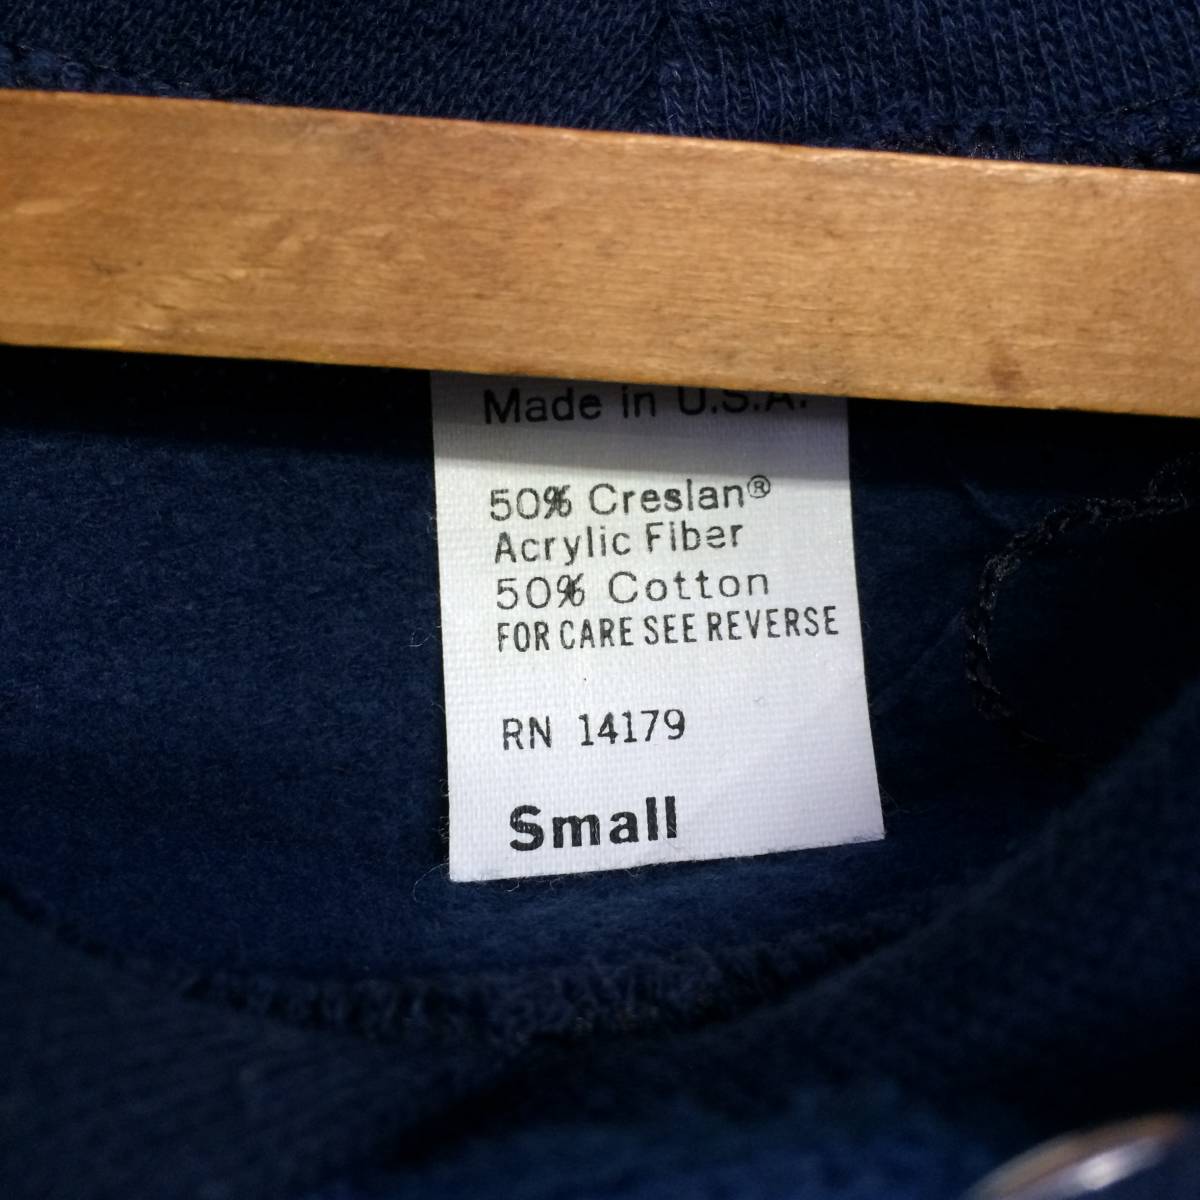 Made in U.S.A.
50% Creslan®
Acrylic Fiber
50% Cotton
FOR CARE SEE REVERSE
RN 14179
Small